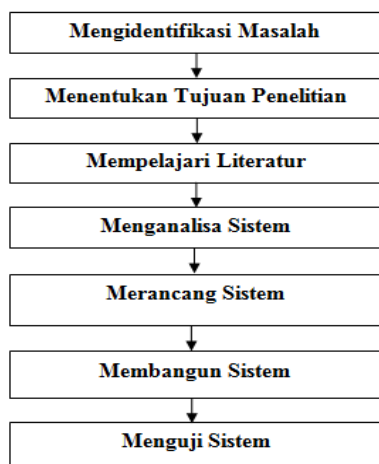 Mengidentifikasi Masalah
Menentukan Tujuan Penelitian
Mempelajari Literatur
Menganalisa Sistem
Merancang Sistem
Membangun Sistem
Menguji Sistem